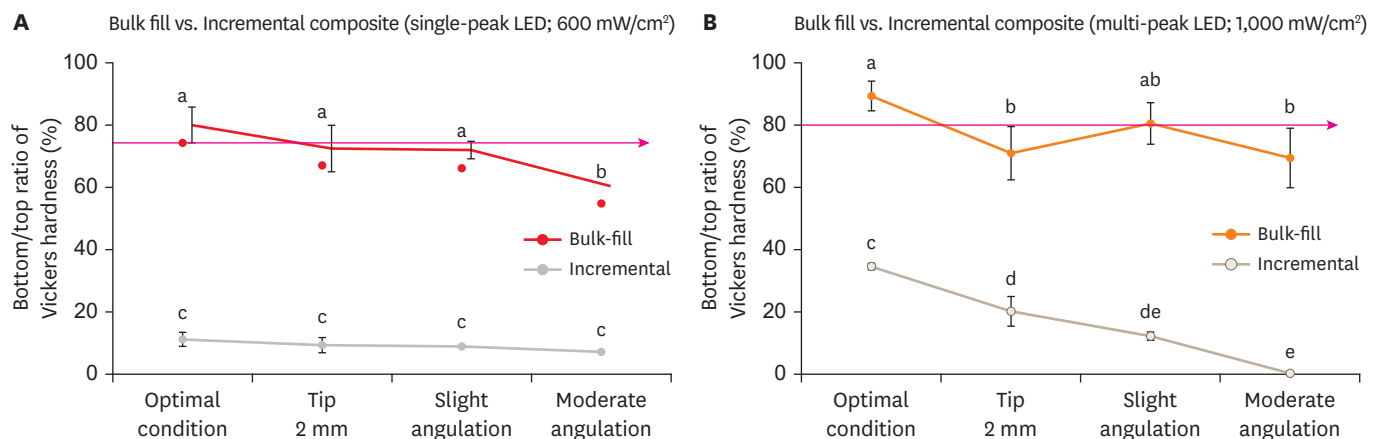 A Bulk fill vs. Incremental composite (single-peak LED; 600 mW/cm²)
100
80
60
40
20
0
Bottom/top ratio of
Vickers hardness (%)
a
a
a
b
c
c
c
c
Bulk-fill
Incremental
Optimal
condition
Tip
2 mm
Slight
angulation
Moderate
angulation
B Bulk fill vs. Incremental composite (multi-peak LED; 1,000 mW/cm²)
100
80
60
40
20
0
Bottom/top ratio of
Vickers hardness (%)
a
b
ab
b
c
d
de
e
Bulk-fill
Incremental
Optimal
condition
Tip
2 mm
Slight
angulation
Moderate
angulation